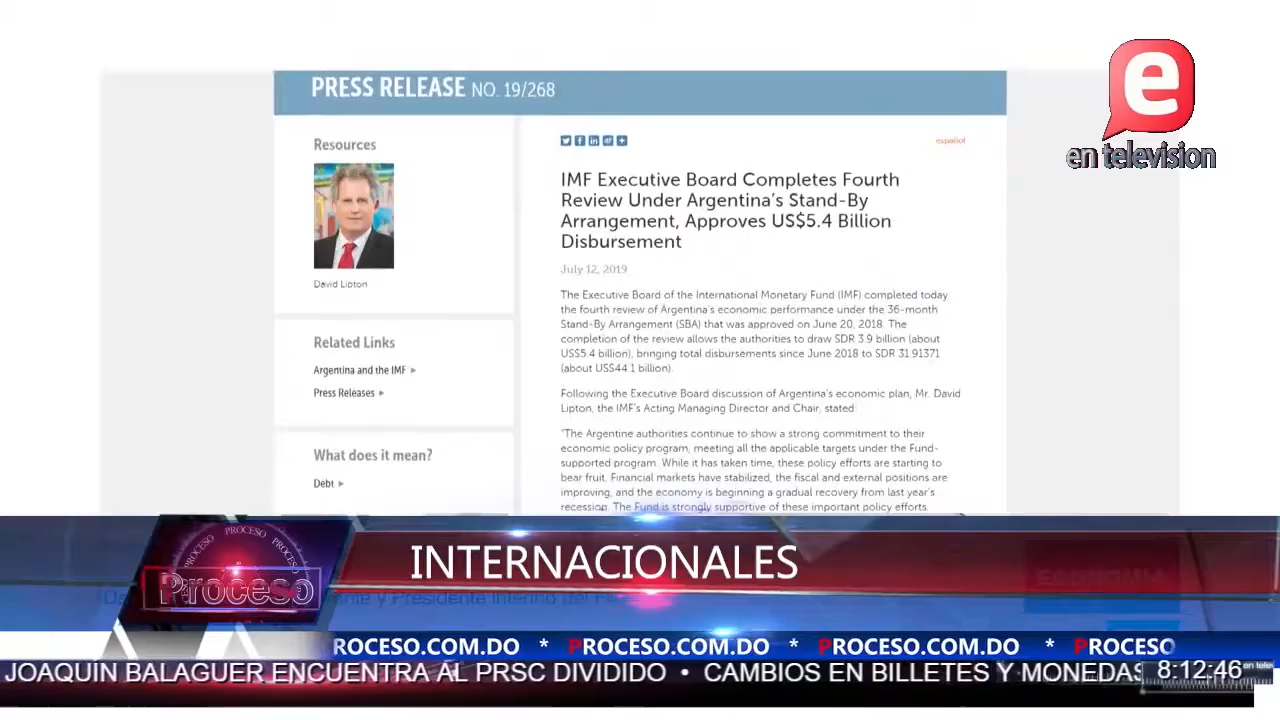 PRESS RELEASE NO. 19/268
e
en television
Resources
David Lipton
Related Links
Argentina and the IMF
Press Releases
What does it mean?
Debt
español
IMF Executive Board Completes Fourth
Review Under Argentina's Stand-By
Arrangement, Approves US$5.4 Billion
Disbursement
July 12, 2019
The Executive Board of the International Monetary Fund (IMF) completed today
the fourth review of Argentina's economic performance under the 36-month
Stand-By Arrangement (SBA) that was approved on June 20, 2018. The
completion of the review allows the authorities to draw SDR 3.9 billion (about
US$5.4 billion), bringing total disbursements since June 2018 to SDR 31.91371
(about US$44.1 billion).
Following the Executive Board discussion of Argentina's economic plan, Mr. David
Lipton, the IMF's Acting Managing Director and Chair, stated:
"The Argentine authorities continue to show a strong commitment to their
economic policy program, meeting all the applicable targets under the Fund-
supported program. While it has taken time, these policy efforts are starting to
bear fruit. Financial markets have stabilized, the fiscal and external positions are
improving, and the economy is beginning a gradual recovery from last year's
recession. The Fund is strongly supportive of these important policy efforts.
PROCESO PROCESO PROCESO
Proceso
INTERNACIONALES
ECONOMIA
y Presidente Interino del
ROCESO.COM.DO * PROCESO.COM.DO * PROCESO.COM.DO * PROCESO
JOAQUÍN BALAGUER ENCUENTRA AL PRSC DIVIDIDO • CAMBIOS EN BILLETES Y MONEDAS
8:12:46
en tele